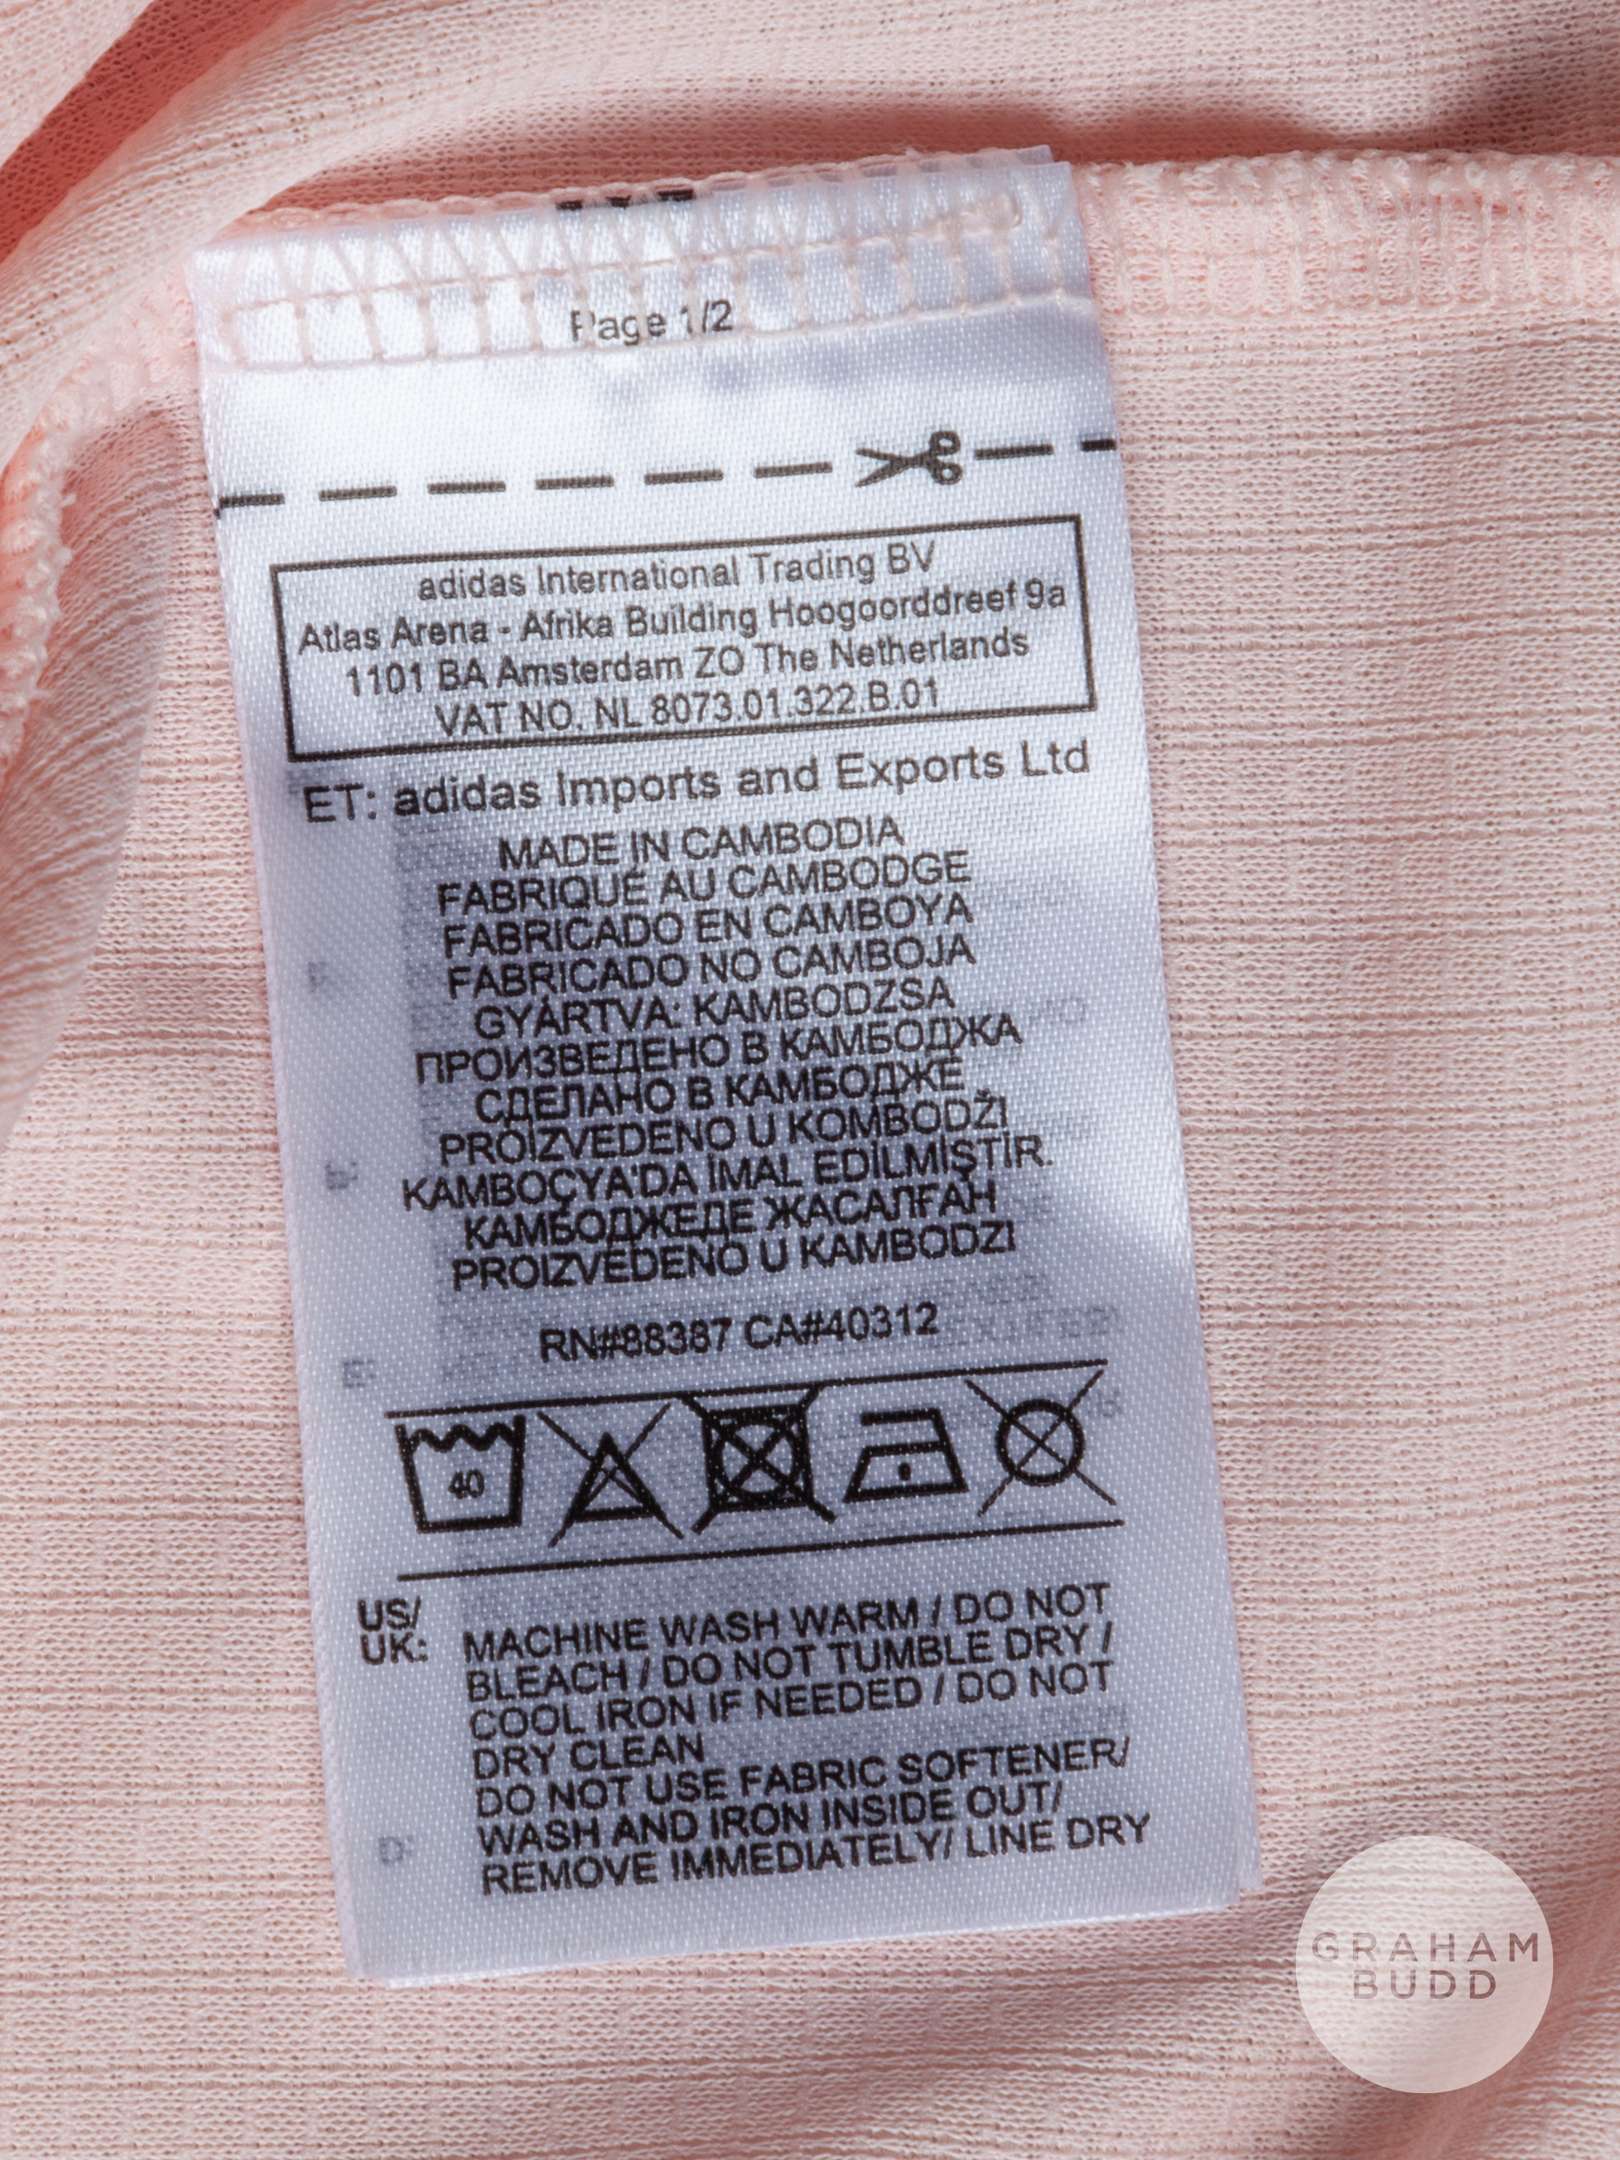 Page 1/2
adidas International Trading BV
Atlas Arena - Afrika Building Hoogoorddreef 9a
1101 BA Amsterdam ZO The Netherlands
VAT NO. NL 8073.01.322.B.01
ET: adidas Imports and Exports Ltd
MADE IN CAMBODIA
FABRIQUÉ AU CAMBODGE
FABRICADO EN CAMBOYA
FABRICADO NO CAMBOJA
GYÁRTVA: KAMBODZSA
ПРОИЗВЕДЕНО В КАМБОДЖА
СДЕЛАНО В КАМБОДЖЕ
PROIZVEDENO U KOMBODŽI
KAMBOÇYA'DA İMAL EDİLMİŞTİR.
КАМБОДЖЕДЕ ЖАСАЛҒАН
PROIZVEDENO U KAMBODZI
RN#88387 CA#40312
40
US/
UK: MACHINE WASH WARM / DO NOT
BLEACH / DO NOT TUMBLE DRY /
COOL IRON IF NEEDED / DO NOT
DRY CLEAN
DO NOT USE FABRIC SOFTENER/
WASH AND IRON INSIDE OUT/
REMOVE IMMEDIATELY/ LINE DRY
GRAHAM
BUDD